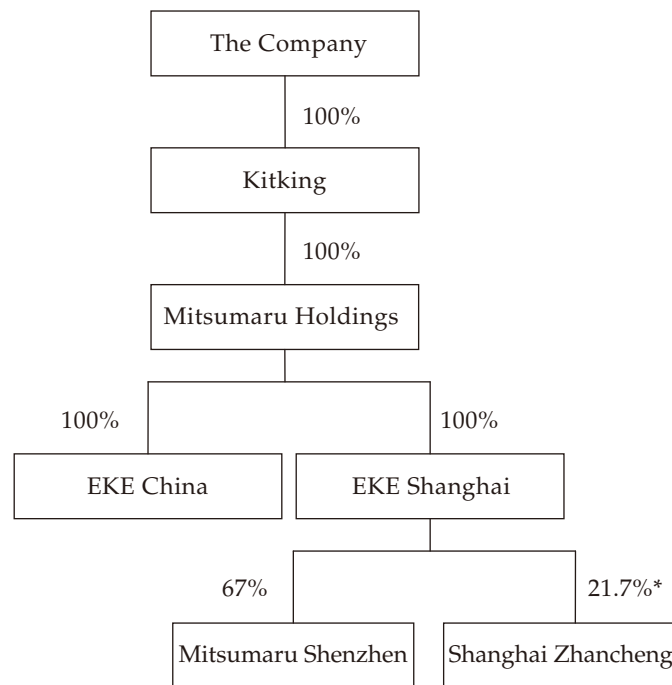 The Company
100%
Kitking
100%
Mitsumaru Holdings
100%
100%
EKE China
EKE Shanghai
67%
21.7%*
Mitsumaru Shenzhen
Shanghai Zhancheng